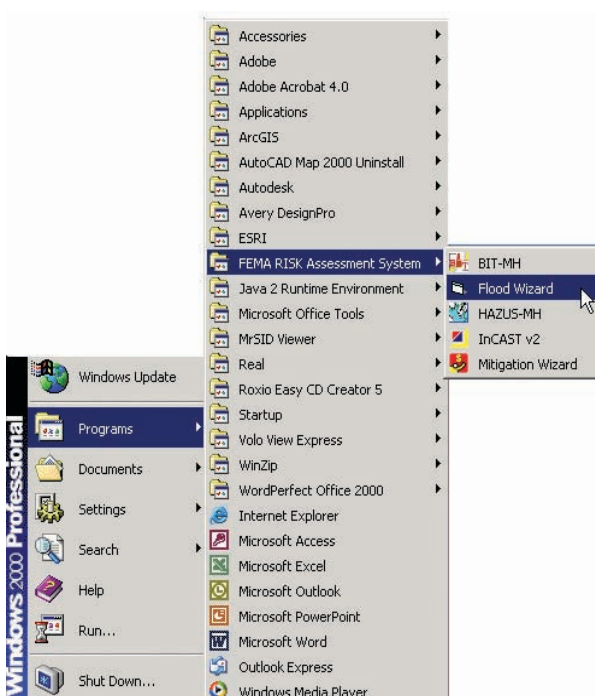 Accessories
Adobe
Adobe Acrobat 4.0
Applications
ArcGIS
AutoCAD Map 2000 Uninstall
Autodesk
Avery DesignPro
ESRI
FEMA RISK Assessment System
Java 2 Runtime Environment
Microsoft Office Tools
MrSID Viewer
Real
Roxio Easy CD Creator 5
Startup
Volo View Express
WinZip
WordPerfect Office 2000
Internet Explorer
Microsoft Access
Microsoft Excel
Microsoft Outlook
Microsoft PowerPoint
Microsoft Word
Outlook Express
Windows Media Player
BIT-MH
Flood Wizard
HAZUS-MH
InCAST v2
Mitigation Wizard
Windows Update
Programs
Documents
Settings
Search
Help
Run...
Shut Down...
Windows 2000 Professional